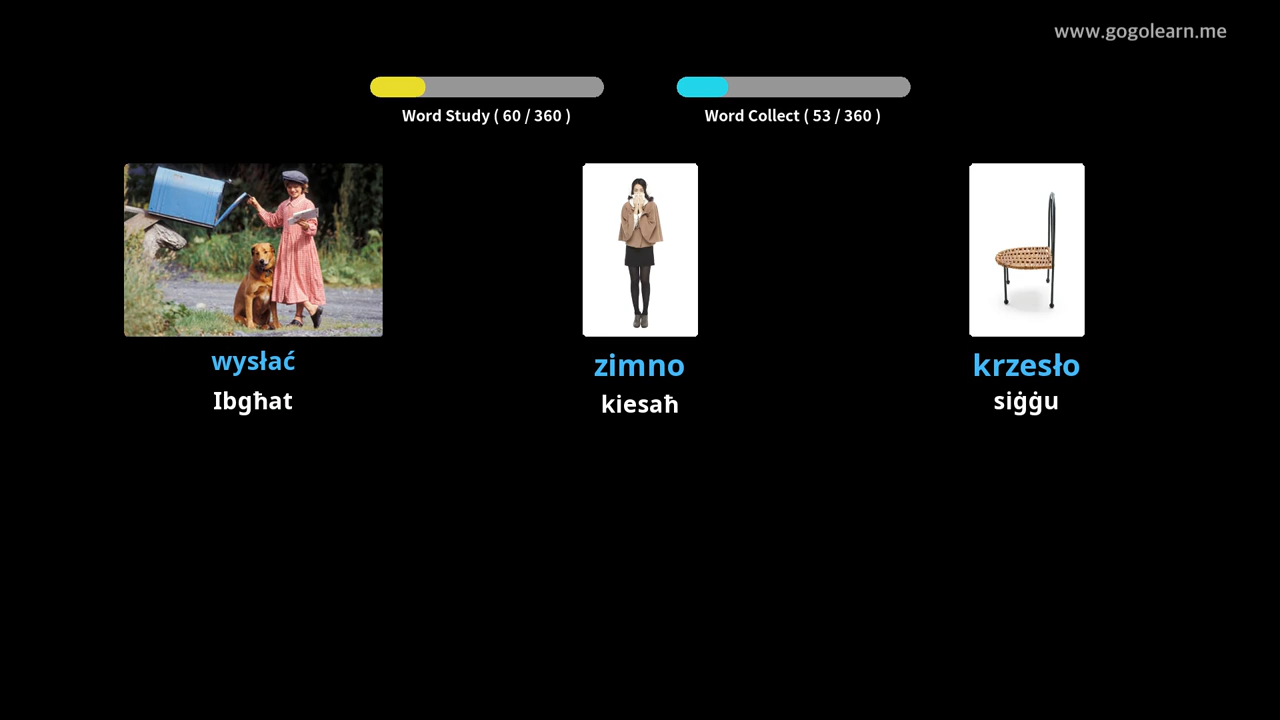 www.gogolearn.me
Word Study ( 60 / 360 )
Word Collect ( 53 / 360 )
wysłać
zimno
krzesło
Ibgħat
kiesaħ
siġġu